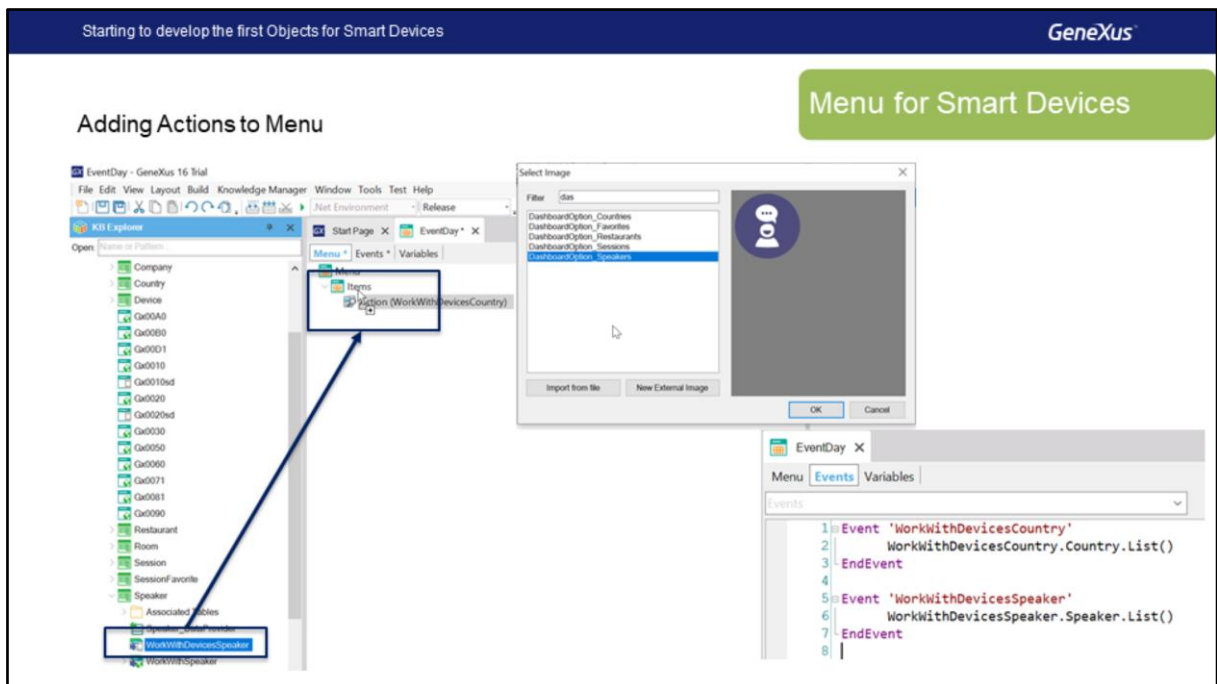 Starting to develop the first Objects for Smart Devices
GeneXus
Menu for Smart Devices
Adding Actions to Menu
EventDay - GeneXus 16 Trial
File Edit View Layout Build Knowledge Manager Window Tools Test Help
.Net Environment Release
KB Explorer
Start Page X EventDay* X
Open: Name or Pattern ...
Menu * Events * Variables
Company
Country
Device
Gx00A0
Gx00B0
Gx00D1
Gx0010
Gx0010sd
Gx0020
Gx0020sd
Gx0030
Gx0050
Gx0060
Gx0071
Gx0081
Gx0090
Restaurant
Room
Session
SessionFavorite
Speaker
Associated Tables
Speaker_DataProvider
WorkWithDevicesSpeaker
WorkWithSpeaker
Menu
Items
Action (WorkWithDevicesCountry)
Select Image
Filter das
DashboardOption_Countries
DashboardOption_Favorites
DashboardOption_Restaurants
DashboardOption_Sessions
DashboardOption_Speakers
Import from file New External Image
OK Cancel
EventDay X
Menu Events Variables
Events
1 Event 'WorkWithDevicesCountry'
2 WorkWithDevicesCountry.Country.List()
3 EndEvent
4
5 Event 'WorkWithDevicesSpeaker'
6 WorkWithDevicesSpeaker.Speaker.List()
7 EndEvent
8